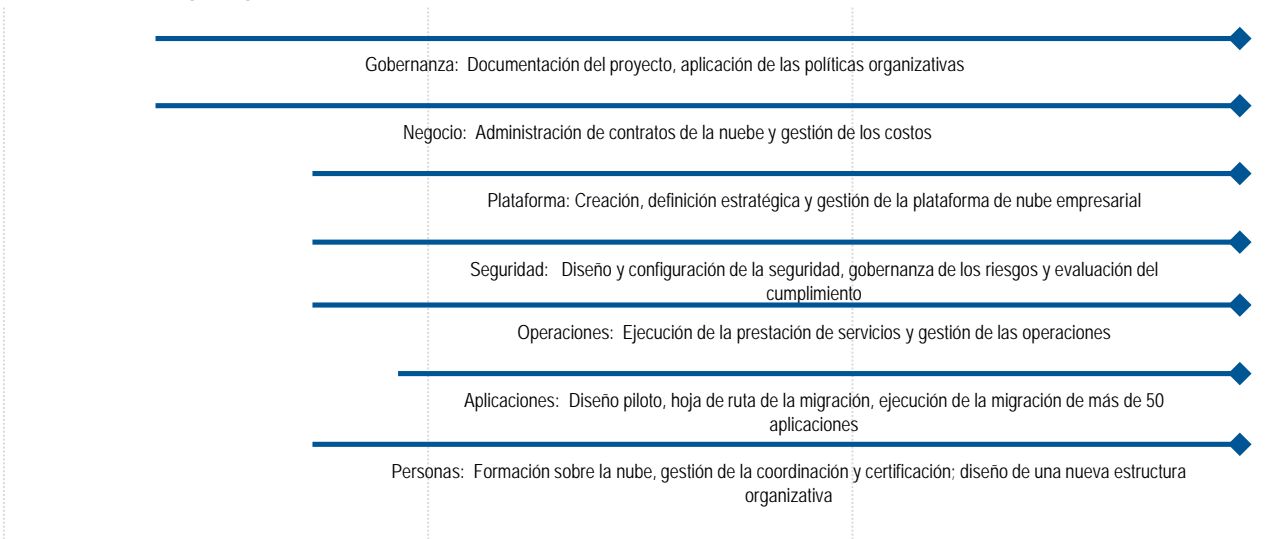 Gobernanza: Documentación del proyecto, aplicación de las políticas organizativas
Negocio: Administración de contratos de la nuebe y gestión de los costos
Plataforma: Creación, definición estratégica y gestión de la plataforma de nube empresarial
Seguridad: Diseño y configuración de la seguridad, gobernanza de los riesgos y evaluación del
cumplimiento
Operaciones: Ejecución de la prestación de servicios y gestión de las operaciones
Aplicaciones: Diseño piloto, hoja de ruta de la migración, ejecución de la migración de más de 50
aplicaciones
Personas: Formación sobre la nube, gestión de la coordinación y certificación; diseño de una nueva estructura
organizativa